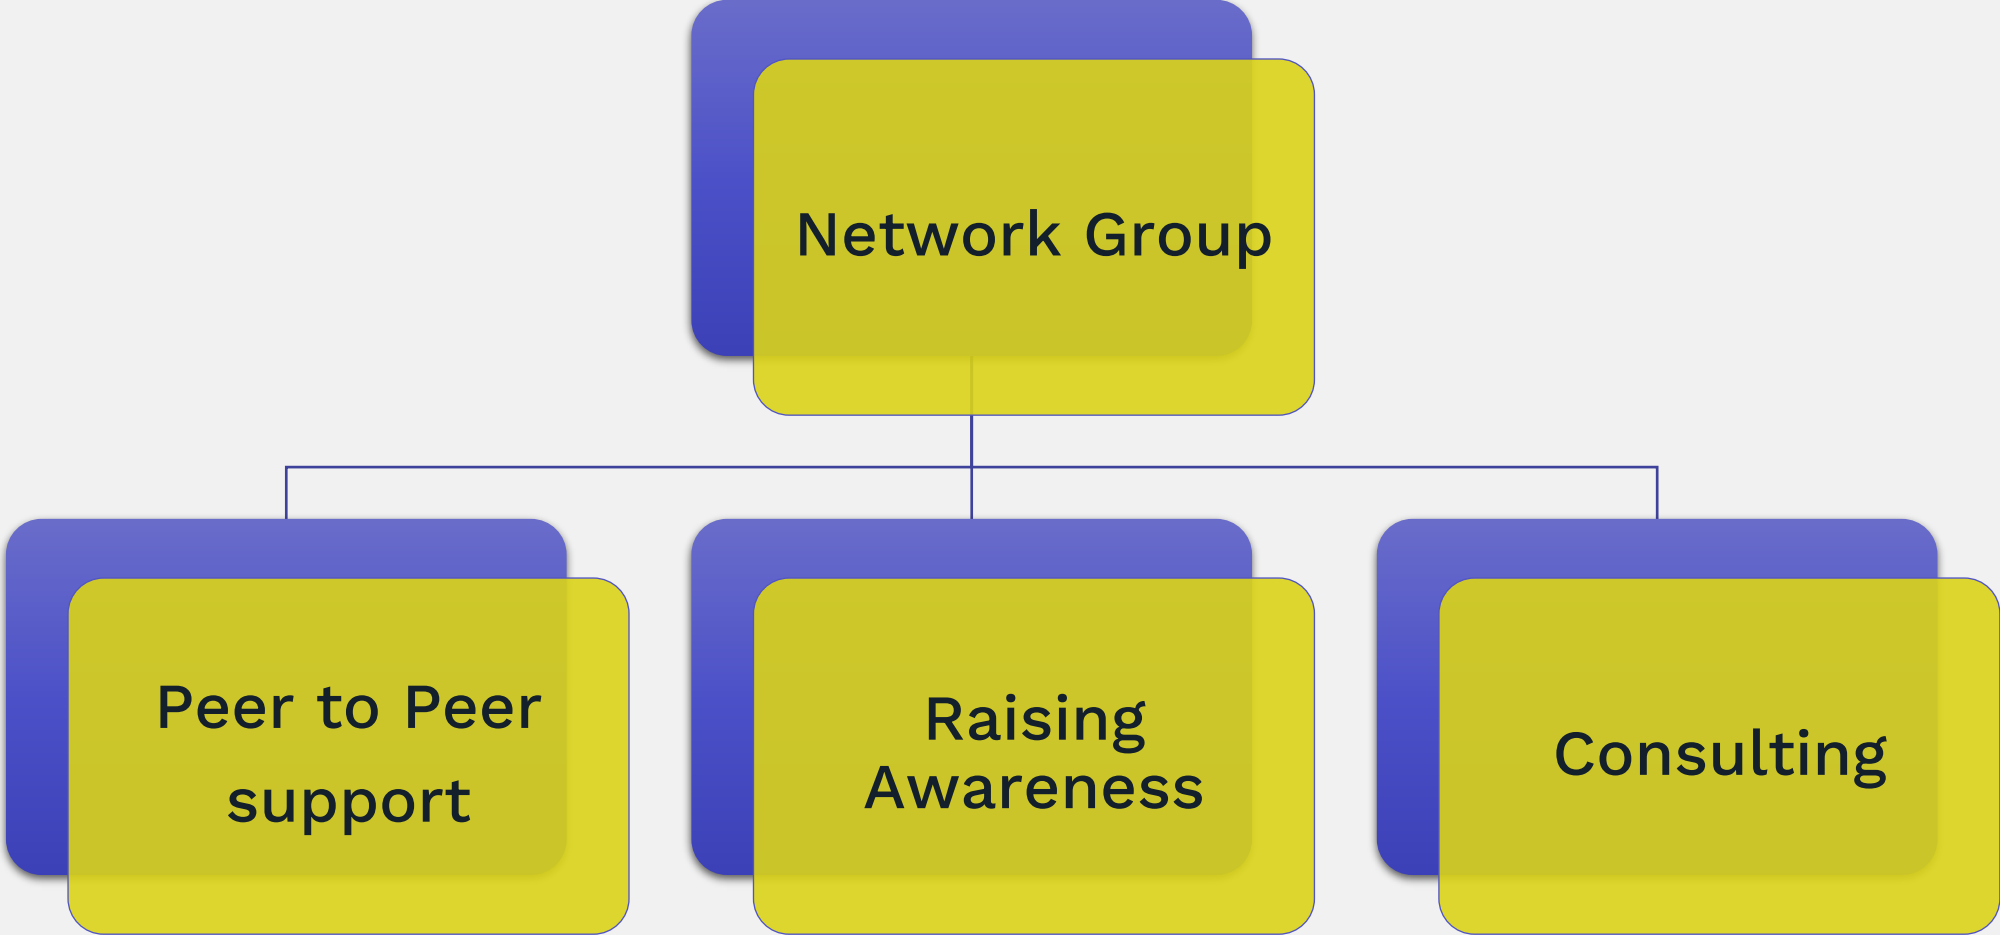 Network Group
Peer to Peer
support
Raising
Awareness
Consulting